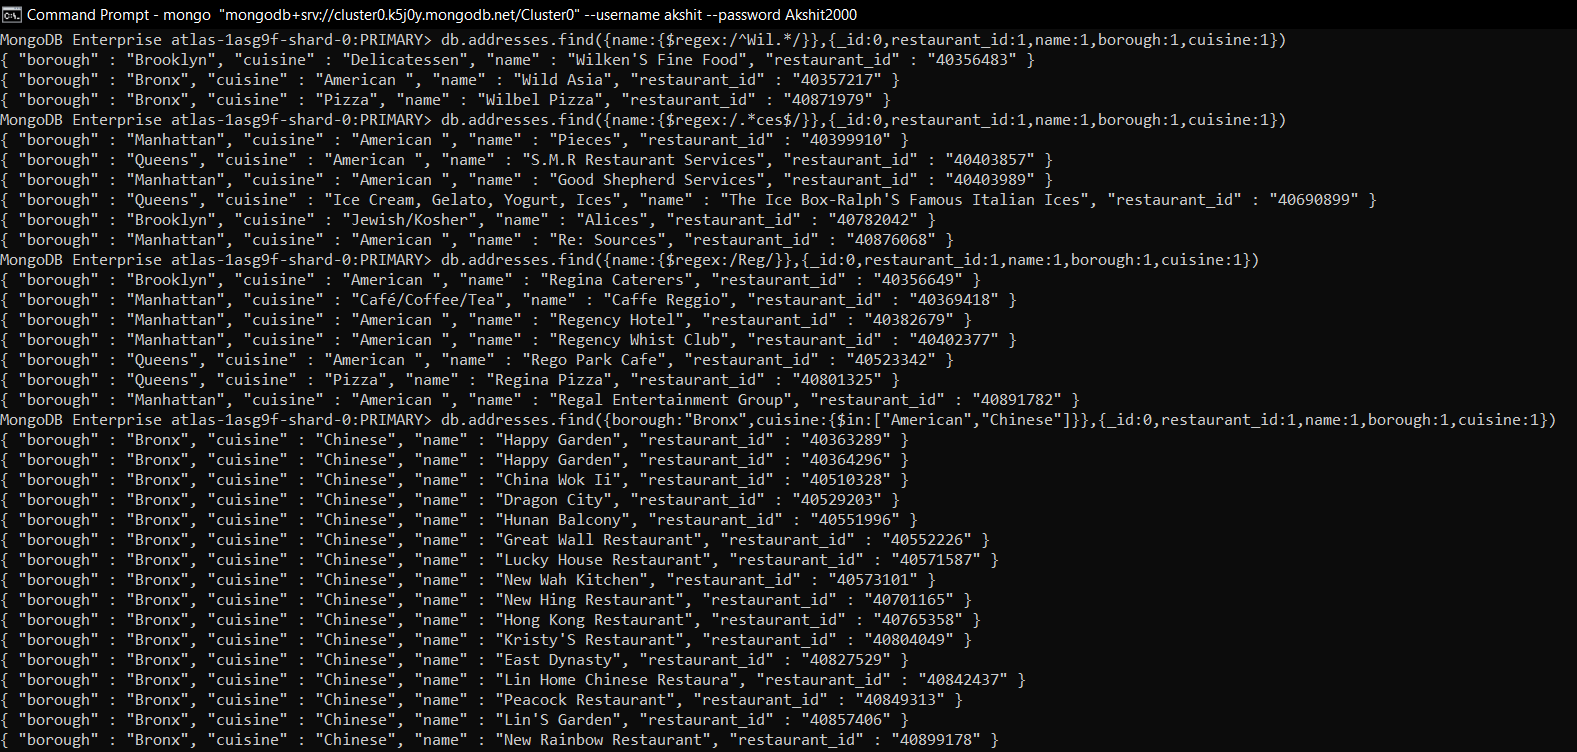 Command Prompt - mongo "mongodb+srv://cluster0.k5j0y.mongodb.net/Cluster0" --username akshit --password Akshit2000
MongoDB Enterprise atlas-1asg9f-shard-0:PRIMARY> db.addresses.find({name:{$regex:/^Wil.*/}},{_id:0,restaurant_id:1,name:1,borough:1,cuisine:1})
{ "borough" : "Brooklyn", "cuisine" : "Delicatessen", "name" : "Wilken'S Fine Food", "restaurant_id" : "40356483" }
{ "borough" : "Bronx", "cuisine" : "American ", "name" : "Wild Asia", "restaurant_id" : "40357217" }
{ "borough" : "Bronx", "cuisine" : "Pizza", "name" : "Wilbel Pizza", "restaurant_id" : "40871979" }
MongoDB Enterprise atlas-1asg9f-shard-0:PRIMARY> db.addresses.find({name:{$regex:/.*ces$/}},{_id:0,restaurant_id:1,name:1,borough:1,cuisine:1})
{ "borough" : "Manhattan", "cuisine" : "American ", "name" : "Pieces", "restaurant_id" : "40399910" }
{ "borough" : "Queens", "cuisine" : "American ", "name" : "S.M.R Restaurant Services", "restaurant_id" : "40403857" }
{ "borough" : "Manhattan", "cuisine" : "American ", "name" : "Good Shepherd Services", "restaurant_id" : "40403989" }
{ "borough" : "Queens", "cuisine" : "Ice Cream, Gelato, Yogurt, Ices", "name" : "The Ice Box-Ralph'S Famous Italian Ices", "restaurant_id" : "40690899" }
{ "borough" : "Brooklyn", "cuisine" : "Jewish/Kosher", "name" : "Alices", "restaurant_id" : "40782042" }
{ "borough" : "Manhattan", "cuisine" : "American ", "name" : "Re: Sources", "restaurant_id" : "40876068" }
MongoDB Enterprise atlas-1asg9f-shard-0:PRIMARY> db.addresses.find({name:{$regex:/Reg/}},{_id:0,restaurant_id:1,name:1,borough:1,cuisine:1})
{ "borough" : "Brooklyn", "cuisine" : "American ", "name" : "Regina Caterers", "restaurant_id" : "40356649" }
{ "borough" : "Manhattan", "cuisine" : "Café/Coffee/Tea", "name" : "Caffe Reggio", "restaurant_id" : "40369418" }
{ "borough" : "Manhattan", "cuisine" : "American ", "name" : "Regency Hotel", "restaurant_id" : "40382679" }
{ "borough" : "Manhattan", "cuisine" : "American ", "name" : "Regency Whist Club", "restaurant_id" : "40402377" }
{ "borough" : "Queens", "cuisine" : "American ", "name" : "Rego Park Cafe", "restaurant_id" : "40523342" }
{ "borough" : "Queens", "cuisine" : "Pizza", "name" : "Regina Pizza", "restaurant_id" : "40801325" }
{ "borough" : "Manhattan", "cuisine" : "American ", "name" : "Regal Entertainment Group", "restaurant_id" : "40891782" }
MongoDB Enterprise atlas-1asg9f-shard-0:PRIMARY> db.addresses.find({borough:"Bronx",cuisine:{$in:["American","Chinese"]}},{_id:0,restaurant_id:1,name:1,borough:1,cuisine:1})
{ "borough" : "Bronx", "cuisine" : "Chinese", "name" : "Happy Garden", "restaurant_id" : "40363289" }
{ "borough" : "Bronx", "cuisine" : "Chinese", "name" : "Happy Garden", "restaurant_id" : "40364296" }
{ "borough" : "Bronx", "cuisine" : "Chinese", "name" : "China Wok Ii", "restaurant_id" : "40510328" }
{ "borough" : "Bronx", "cuisine" : "Chinese", "name" : "Dragon City", "restaurant_id" : "40529203" }
{ "borough" : "Bronx", "cuisine" : "Chinese", "name" : "Hunan Balcony", "restaurant_id" : "40551996" }
{ "borough" : "Bronx", "cuisine" : "Chinese", "name" : "Great Wall Restaurant", "restaurant_id" : "40552226" }
{ "borough" : "Bronx", "cuisine" : "Chinese", "name" : "Lucky House Restaurant", "restaurant_id" : "40571587" }
{ "borough" : "Bronx", "cuisine" : "Chinese", "name" : "New Wah Kitchen", "restaurant_id" : "40573101" }
{ "borough" : "Bronx", "cuisine" : "Chinese", "name" : "New Hing Restaurant", "restaurant_id" : "40701165" }
{ "borough" : "Bronx", "cuisine" : "Chinese", "name" : "Hong Kong Restaurant", "restaurant_id" : "40765358" }
{ "borough" : "Bronx", "cuisine" : "Chinese", "name" : "Kristy'S Restaurant", "restaurant_id" : "40804049" }
{ "borough" : "Bronx", "cuisine" : "Chinese", "name" : "East Dynasty", "restaurant_id" : "40827529" }
{ "borough" : "Bronx", "cuisine" : "Chinese", "name" : "Lin Home Chinese Restaura", "restaurant_id" : "40842437" }
{ "borough" : "Bronx", "cuisine" : "Chinese", "name" : "Peacock Restaurant", "restaurant_id" : "40849313" }
{ "borough" : "Bronx", "cuisine" : "Chinese", "name" : "Lin'S Garden", "restaurant_id" : "40857406" }
{ "borough" : "Bronx", "cuisine" : "Chinese", "name" : "New Rainbow Restaurant", "restaurant_id" : "40899178" }